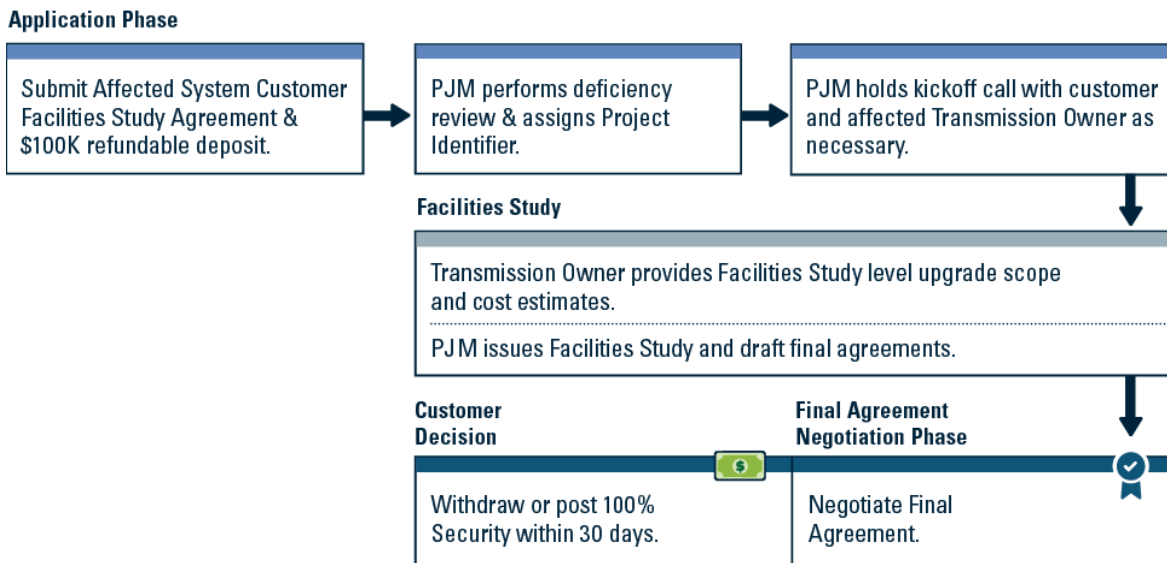 Application Phase
Submit Affected System Customer
Facilities Study Agreement &
$100K refundable deposit.
PJM performs deficiency
review & assigns Project
Identifier.
PJM holds kickoff call with customer
and affected Transmission Owner as
necessary.
Facilities Study
Transmission Owner provides Facilities Study level upgrade scope
and cost estimates.
PJM issues Facilities Study and draft final agreements.
Customer
Decision
$
Withdraw or post 100%
Security within 30 days.
Final Agreement
Negotiation Phase
Negotiate Final
Agreement.